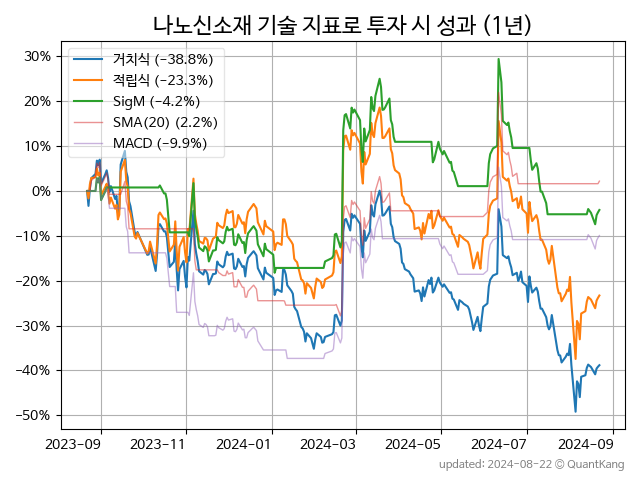 나노신소재 기술 지표로 투자 시 성과 (1년)
거치식 (-38.8%)
적립식 (-23.3%)
SigM (-4.2%)
SMA(20) (2.2%)
MACD (-9.9%)
30%
20%
10%
0%
-10%
-20%
-30%
-40%
-50%
2023-09
2023-11
2024-01
2024-03
2024-05
2024-07
2024-09
updated: 2024-08-22 © QuantKang